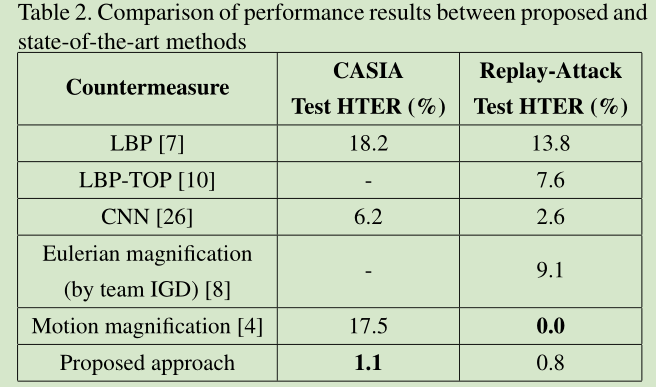 Table 2. Comparison of performance results between proposed and
state-of-the-art methods
Countermeasure CASIA Test HTER (%) Replay-Attack Test HTER (%)
LBP [7] 18.2 13.8
LBP-TOP [10] - 7.6
CNN [26] 6.2 2.6
Eulerian magnification (by team IGD) [8] - 9.1
Motion magnification [4] 17.5 0.0
Proposed approach 1.1 0.8